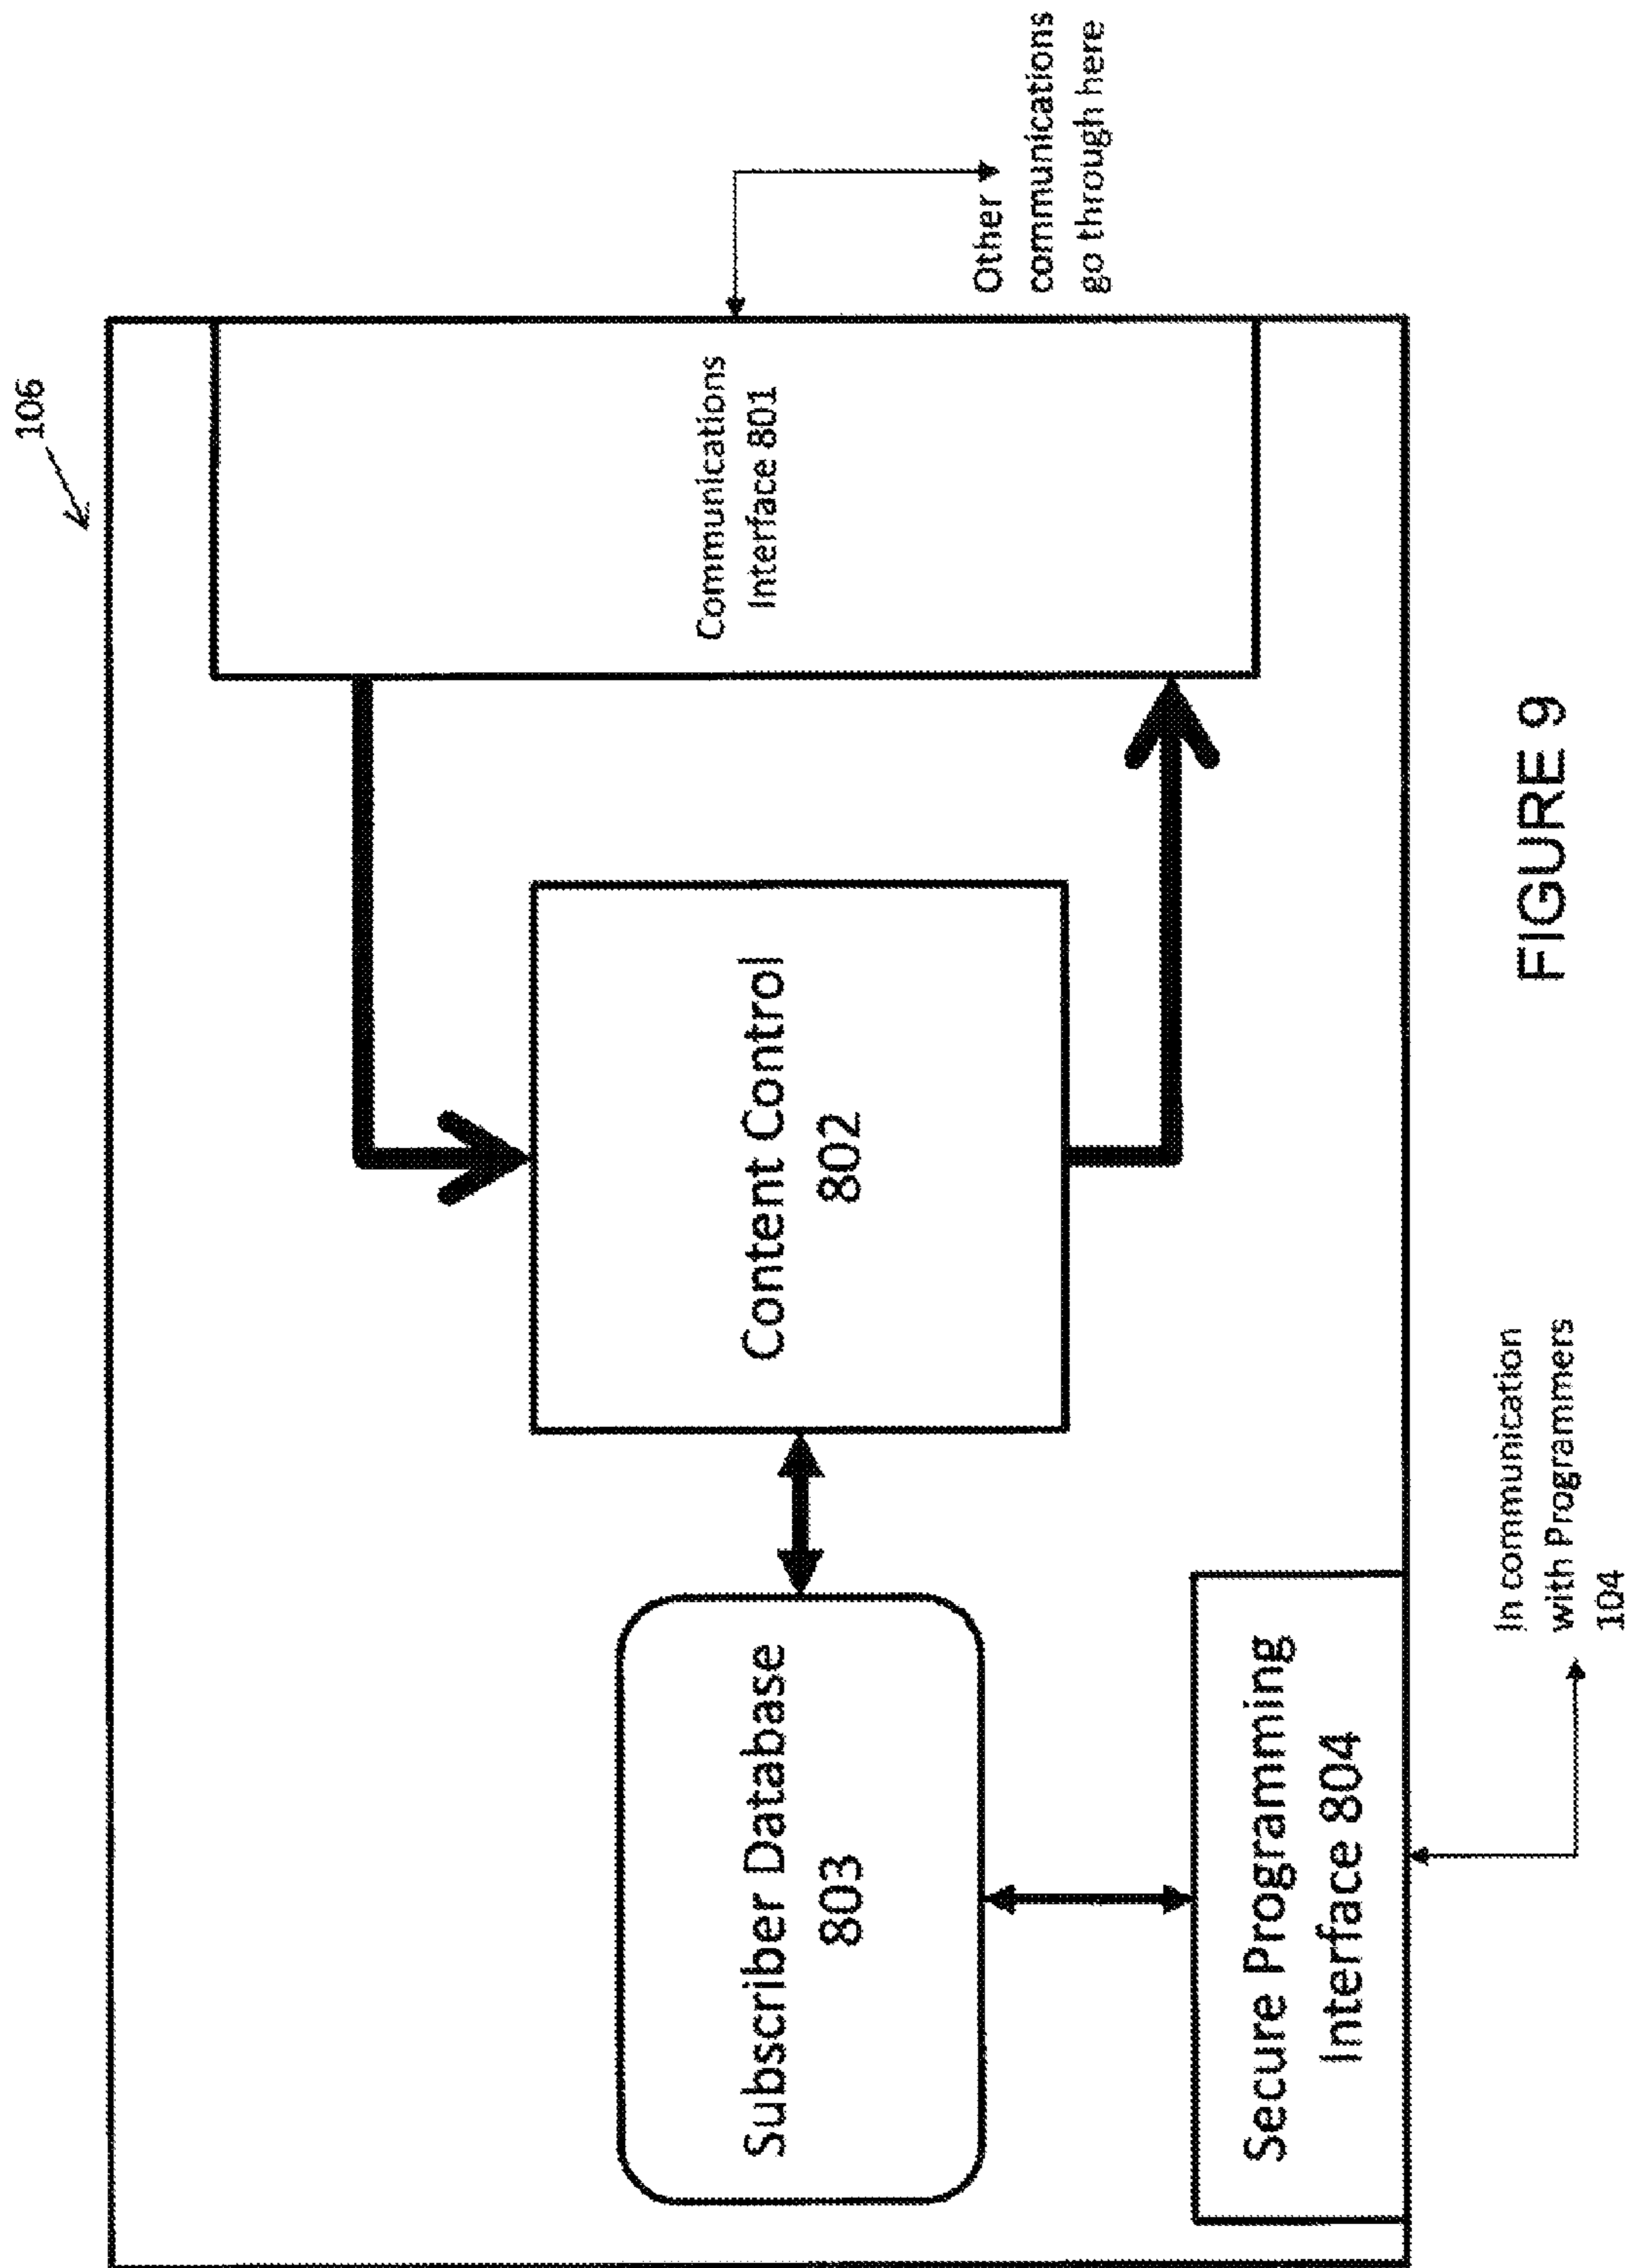 106
Communications
Interface 801
Other
communications
go through here
Content Control
802
Subscriber Database
803
Secure Programming
Interface 804
In communication
with Programmers
104
FIGURE 9